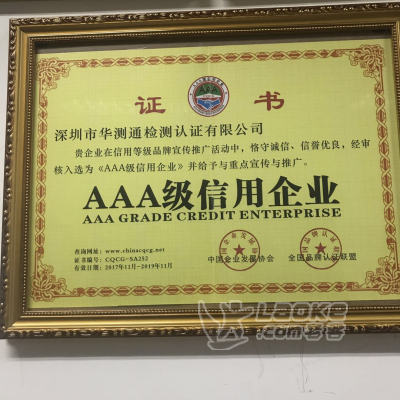 证 书
深圳市华测通检测认证有限公司
贵企业在信用等级品牌宣传推广活动中，恪守诚信、信誉优良，经审
核入选为《AAA级信用企业》并给予与重点宣传与推广。
AAA级信用企业
AAA GRADE CREDIT ENTERPRISE
查询网址：www.chinacqcg.net
证书编号：CQCG-SA252
有效日期：2017年11月-2019年11月
中国企业发展协会 全国品牌认证联盟
LOOKE